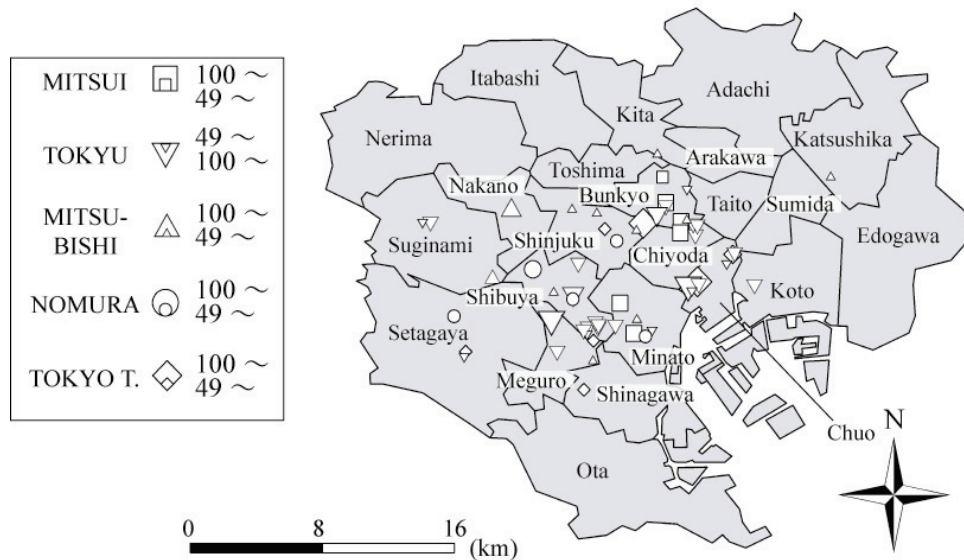 MITSUI 100 ~
49 ~
TOKYU 49 ~
100 ~
MITSU-
BISHI 100 ~
49 ~
NOMURA 100 ~
49 ~
TOKYO T. 100 ~
49 ~
Itabashi
Adachi
Kita
Nerima
Katsushika
Arakawa
Toshima
Nakano
Bunkyo
Taito
Sumida
Suginami
Shinjuku
Edogawa
Chiyoda
Koto
Shibuya
Setagaya
Minato
Meguro
Shinagawa
Chuo
N
Ota
0 8 16
(km)